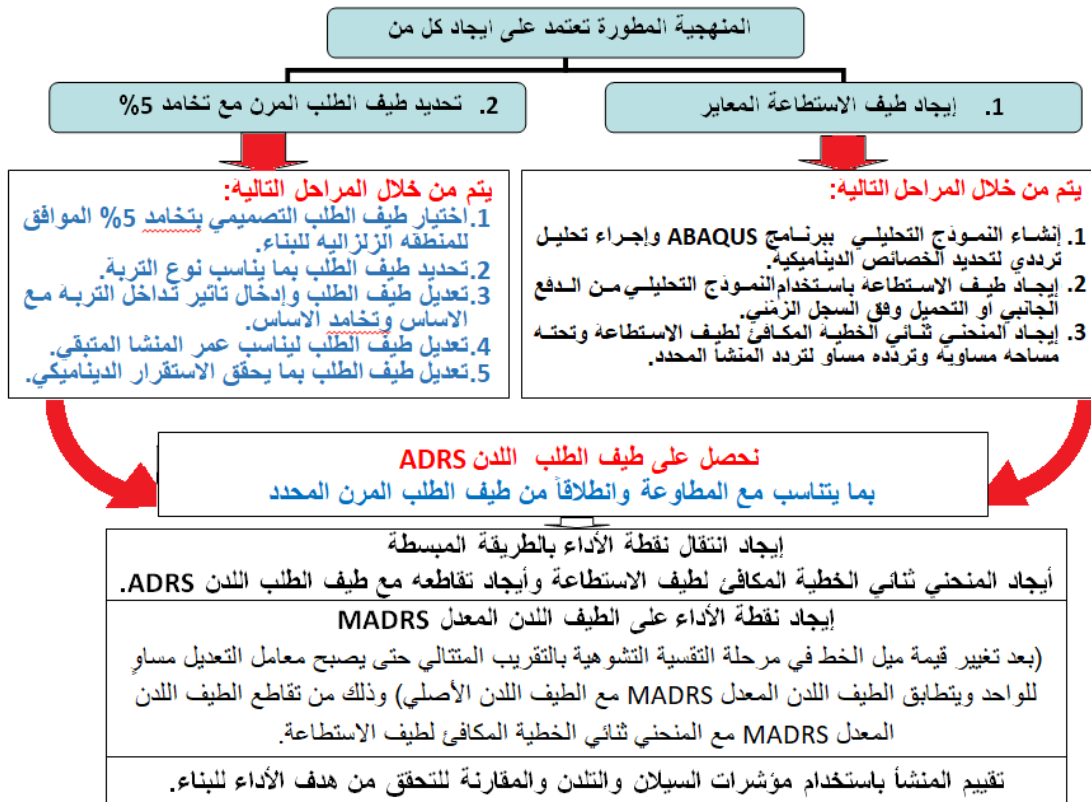 المنهجية المطورة تعتمد على ايجاد كل من
1. إيجاد طيف الاستطاعة المعاير
2. تحديد طيف الطلب المرن مع تخامد 5%
يتم من خلال المراحل التالية:
1. إنشاء النموذج التحليلي ببرنامج ABAQUS وإجراء تحليل
ترددي لتحديد الخصائص الديناميكية.
2. إيجاد طيف الاستطاعة باستخدام النموذج التحليلي من الدفع
الجانبي او التحميل وفق السجل الزمني.
3. إيجاد المنحني ثنائي الخطية المكافئ لطيف الاستطاعة وتحته
مساحه مساويه وتردده مساو لتردد المنشا المحدد.
يتم من خلال المراحل التالية:
1. اختيار طيف الطلب التصميمي بتخامد 5% الموافق
للمنطقه الزلزاليه للبناء.
2. تحديد طيف الطلب بما يناسب نوع التربة.
3. تعديل طيف الطلب وإدخال تأثير تداخل التربة مع
الاساس وتخامد الاساس.
4. تعديل طيف الطلب ليناسب عمر المنشا المتبقي.
5. تعديل طيف الطلب بما يحقق الاستقرار الديناميكي.
نحصل على طيف الطلب اللدن ADRS
بما يتناسب مع المطاوعة وانطلاقاً من طيف الطلب المرن المحدد
إيجاد انتقال نقطة الأداء بالطريقة المبسطة
أيجاد المنحني ثنائي الخطية المكافئ لطيف الاستطاعة وأيجاد تقاطعه مع طيف الطلب اللدن ADRS.
إيجاد نقطة الأداء على الطيف اللدن المعدل MADRS
(بعد تغيير قيمة ميل الخط في مرحلة التقسية التشوهية بالتقريب المتتالي حتى يصبح معامل التعديل مساوٍ
للواحد ويتطابق الطيف اللدن المعدل MADRS مع الطيف اللدن الأصلي) وذلك من تقاطع الطيف اللدن
المعدل MADRS مع المنحني ثنائي الخطية المكافئ لطيف الاستطاعة.
تقييم المنشأ باستخدام مؤشرات السيلان والتلدن والمقارنة للتحقق من هدف الأداء للبناء.